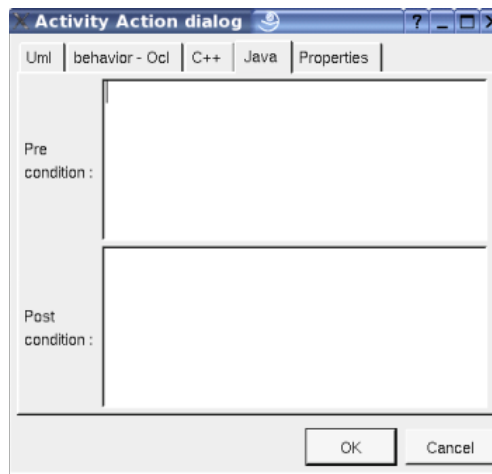 Activity Action dialog
Uml behavior - Ocl C++ Java Properties
Pre
condition :
Post
condition :
OK Cancel